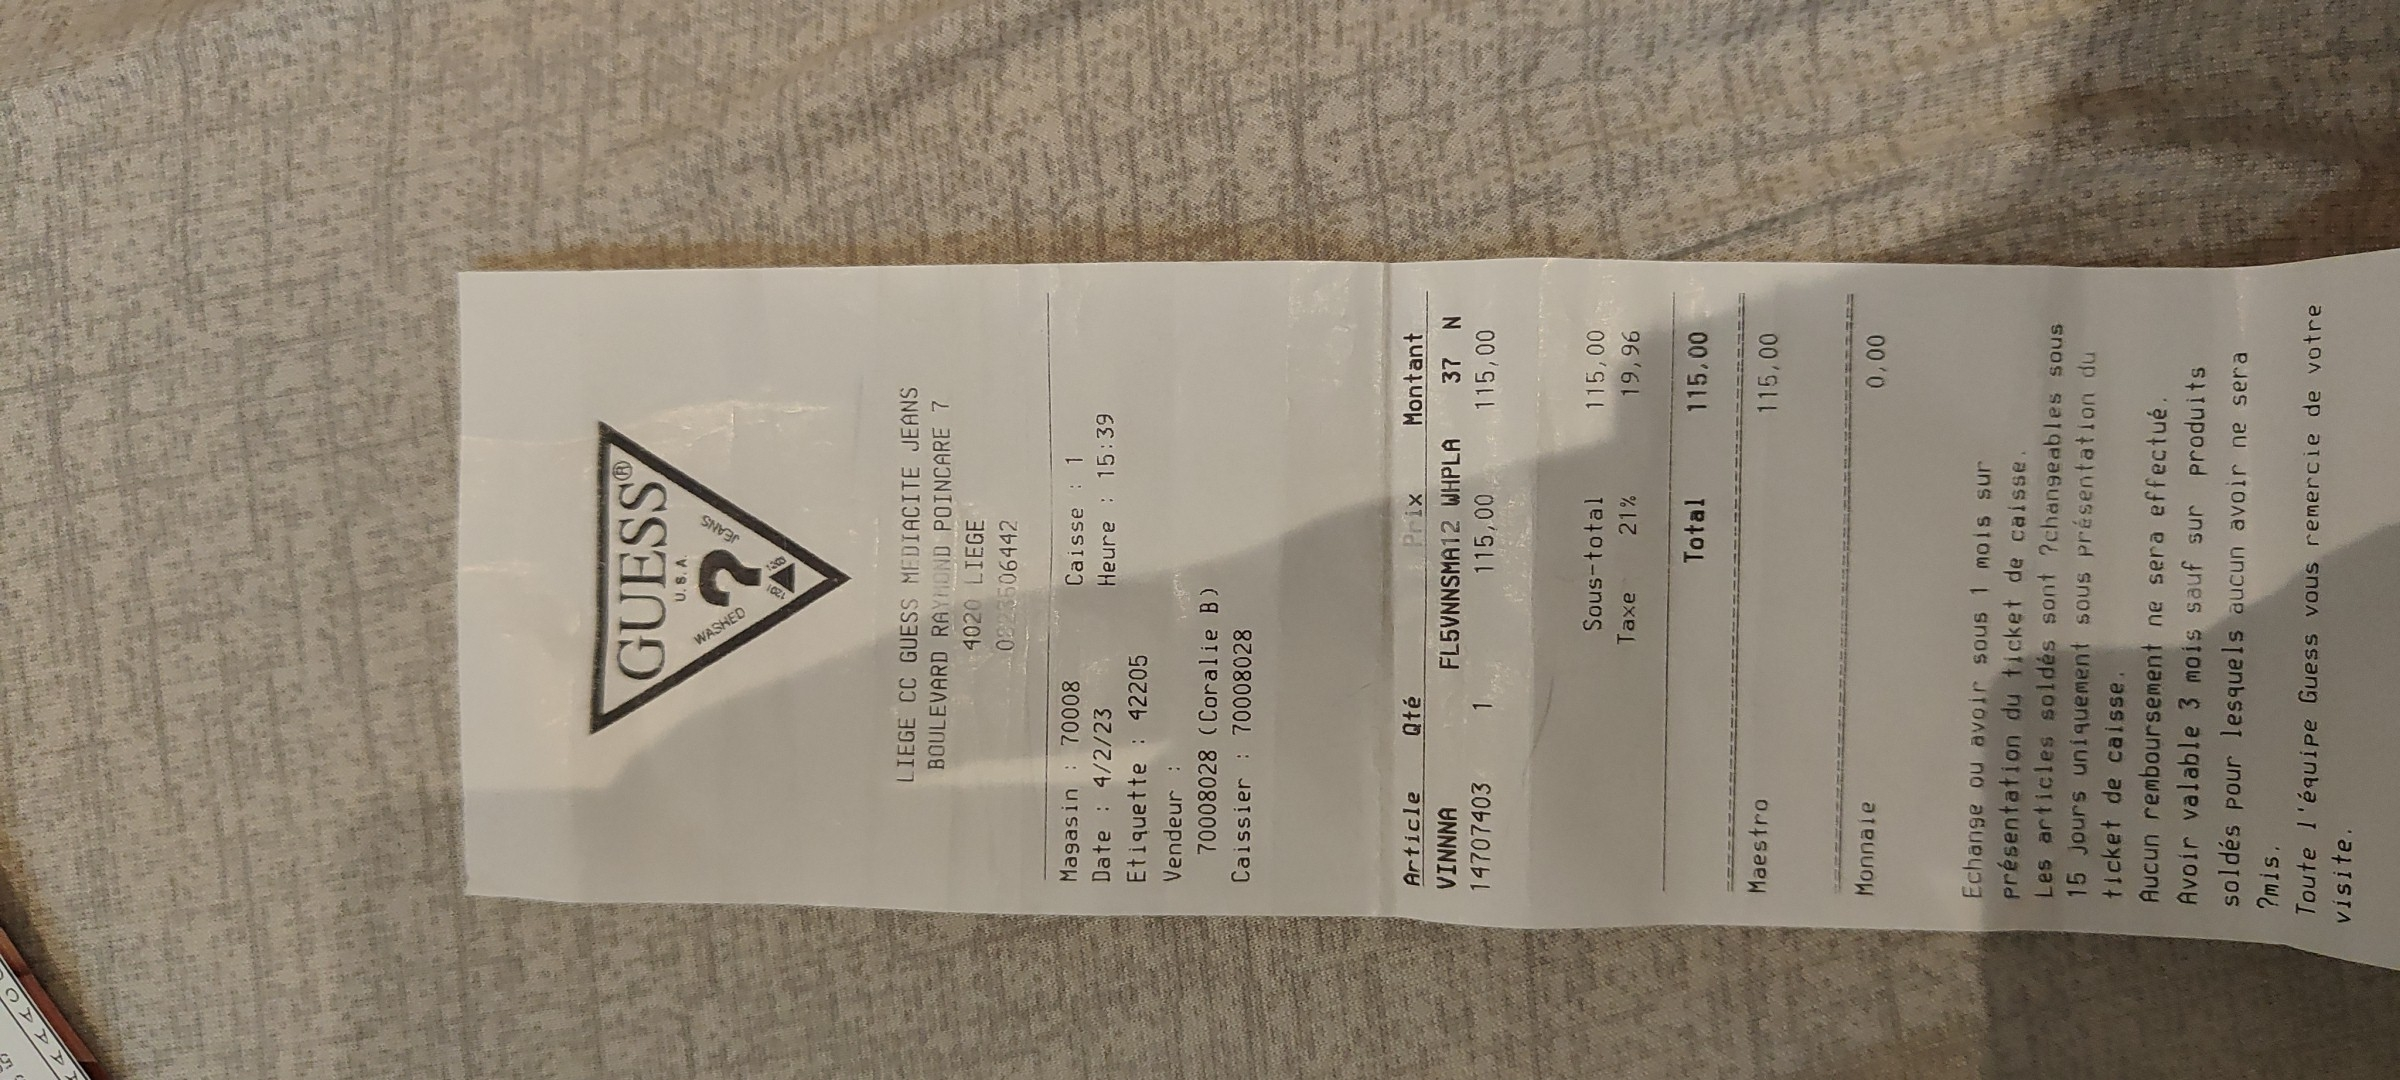 GUESS®
U.S.A.
?
WASHED
JEANS
1201
LIEGE CC GUESS MEDIACITE JEANS
BOULEVARD RAYMOND POINCARE 7
4020 LIEGE
Magasin : 70008 Caisse : 1
Date : 4/2/23 Heure : 15:39
Etiquette : 42205
Vendeur :
70008028 (Coralie B)
Caissier : 70008028
Article Qté Prix Montant
VINNNA FL5VNNSMA12 WHPLA 37 N
14707403 1 115,00 115,00
Sous-total 115,00
Taxe 21% 19,96
Total 115,00
Maestro 115,00
Monnaie 0,00
Echange ou avoir sous 1 mois sur
présentation du ticket de caisse.
Les articles soldés sont ?changeables sous
15 jours uniquement sous présentation du
ticket de caisse.
Aucun remboursement ne sera effectué.
Avoir valable 3 mois sauf sur produits
soldés pour lesquels aucun avoir ne sera
?mis.
Toute l'équipe Guess vous remercie de votre
visite.